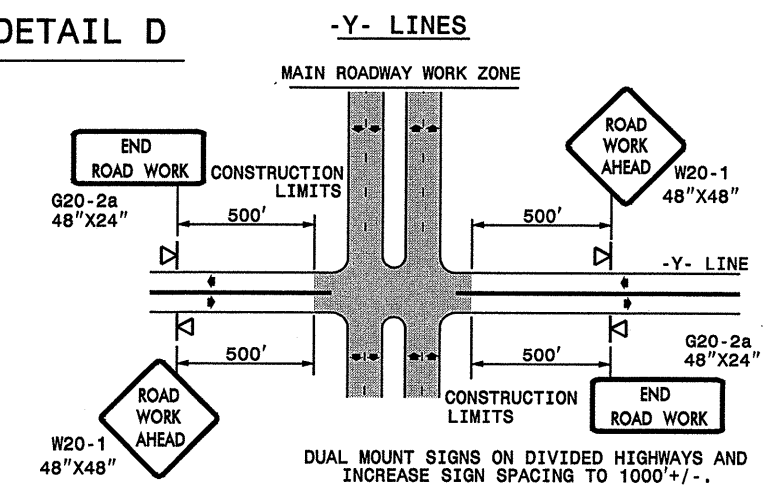 DETAIL D
-Y- LINES
MAIN ROADWAY WORK ZONE
END
ROAD WORK
G20-2a
48"X24"
CONSTRUCTION
LIMITS
500'
ROAD
WORK
AHEAD
W20-1
48"X48"
500'
-Y- LINE
500'
ROAD
WORK
AHEAD
W20-1
48"X48"
500'
G20-2a
48"X24"
CONSTRUCTION
LIMITS
END
ROAD WORK
DUAL MOUNT SIGNS ON DIVIDED HIGHWAYS AND
INCREASE SIGN SPACING TO 1000'+/-.